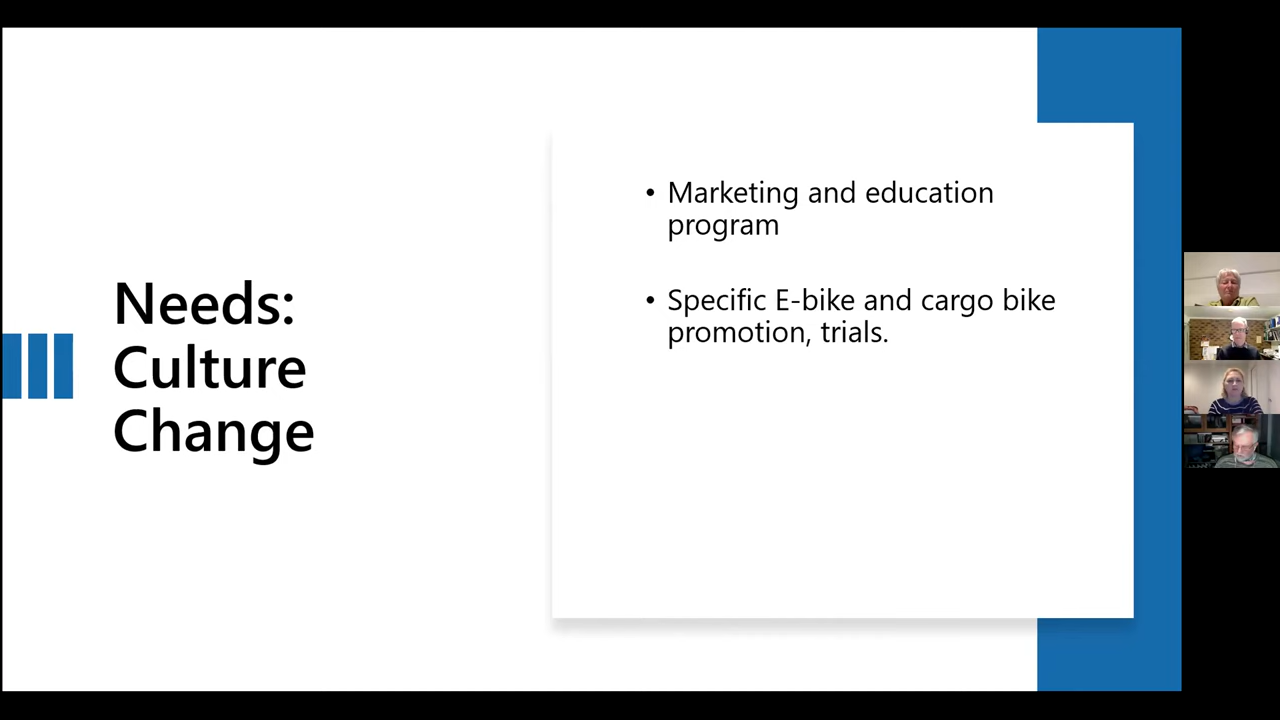 Needs:
Culture
Change
• Marketing and education
program
• Specific E-bike and cargo bike
promotion, trials.